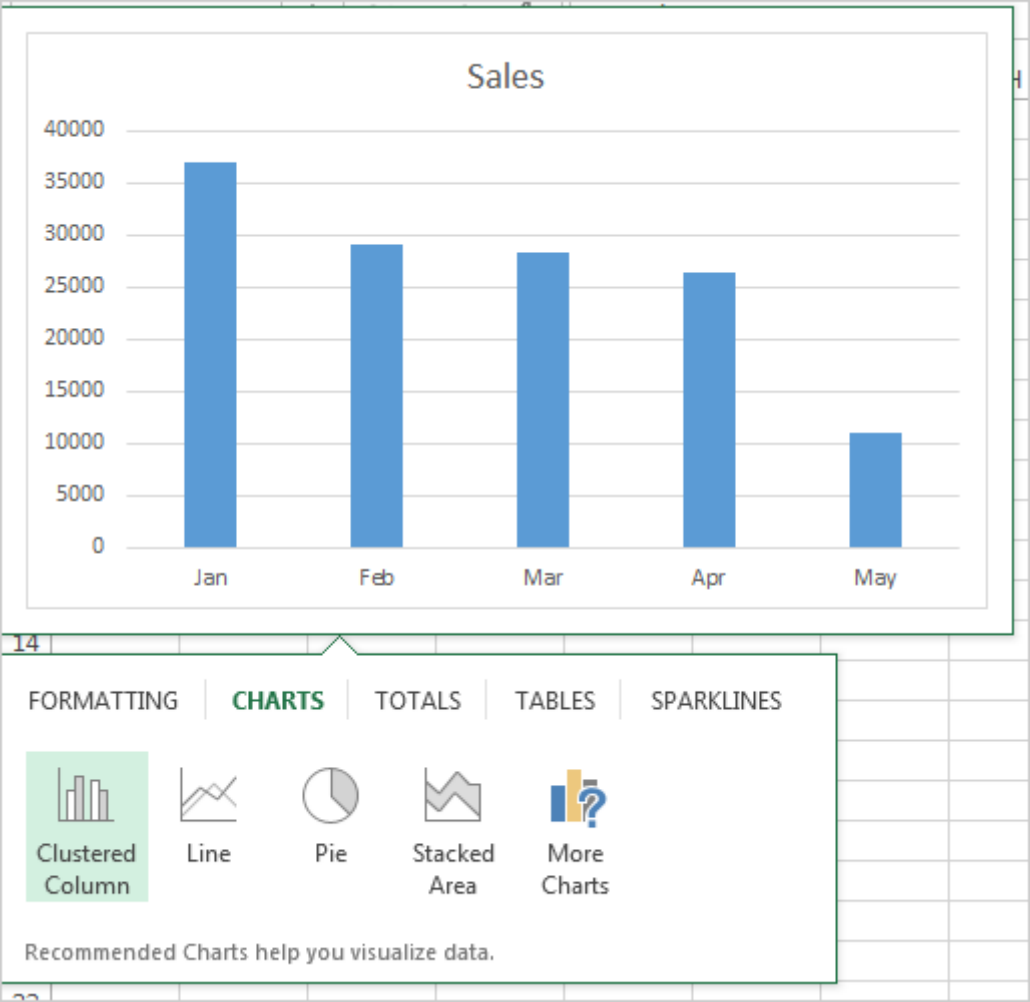 H
Sales
40000
35000
30000
25000
20000
15000
10000
5000
0
Jan Feb Mar Apr May
14
FORMATTING CHARTS TOTALS TABLES SPARKLINES
Clustered Column
Line
Pie
Stacked Area
More Charts
Recommended Charts help you visualize data.